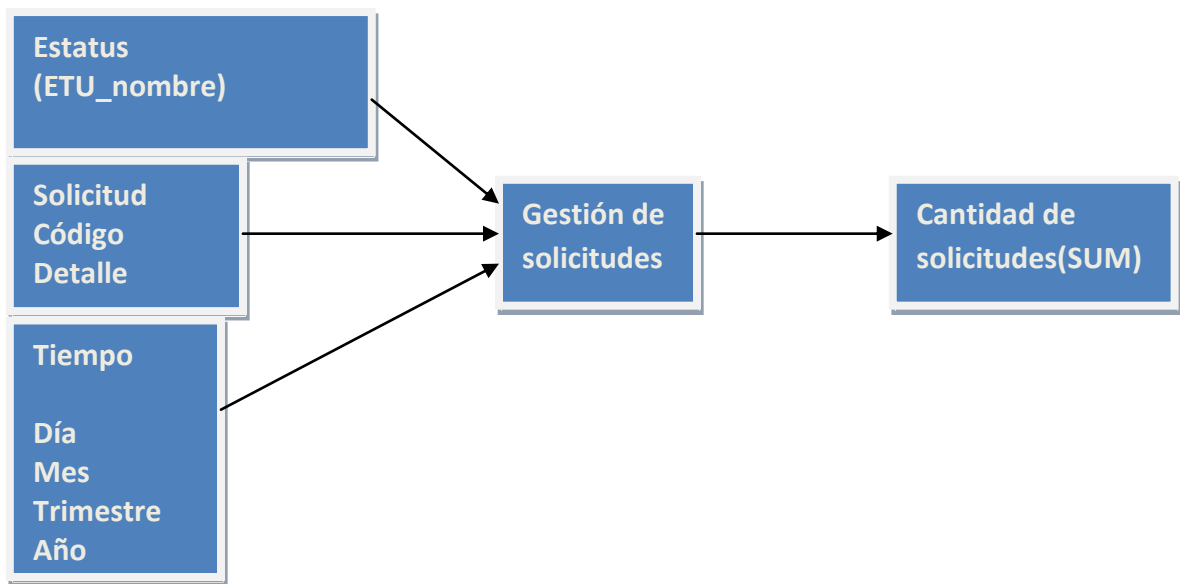 Estatus
(ETU_nombre)
Solicitud
Código
Detalle
Tiempo
Día
Mes
Trimestre
Año
Gestión de
solicitudes
Cantidad de
solicitudes(SUM)